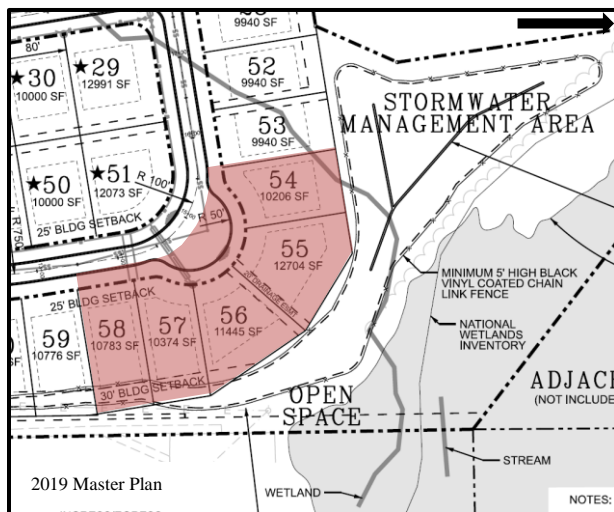 80'
★30
10000 SF
★29
12991 SF
9940 SF
52
9940 SF
53
9940 SF
STORMWATER
MANAGEMENT AREA
★50
10000 SF
★51
12073 SF
R 100'
25' BLDG SETBACK
R 750'
R 50'
54
10206 SF
55
12704 SF
20' DRAINAGE ESMT
56
11445 SF
25' BLDG SETBACK
59
10776 SF
58
10783 SF
57
10374 SF
30' BLDG SETBACK
MINIMUM 5' HIGH BLACK
VINYL COATED CHAIN
LINK FENCE
NATIONAL
WETLANDS
INVENTORY
ADJAC
(NOT INCLUDE
OPEN
SPACE
STREAM
WETLAND
2019 Master Plan
NOTES: